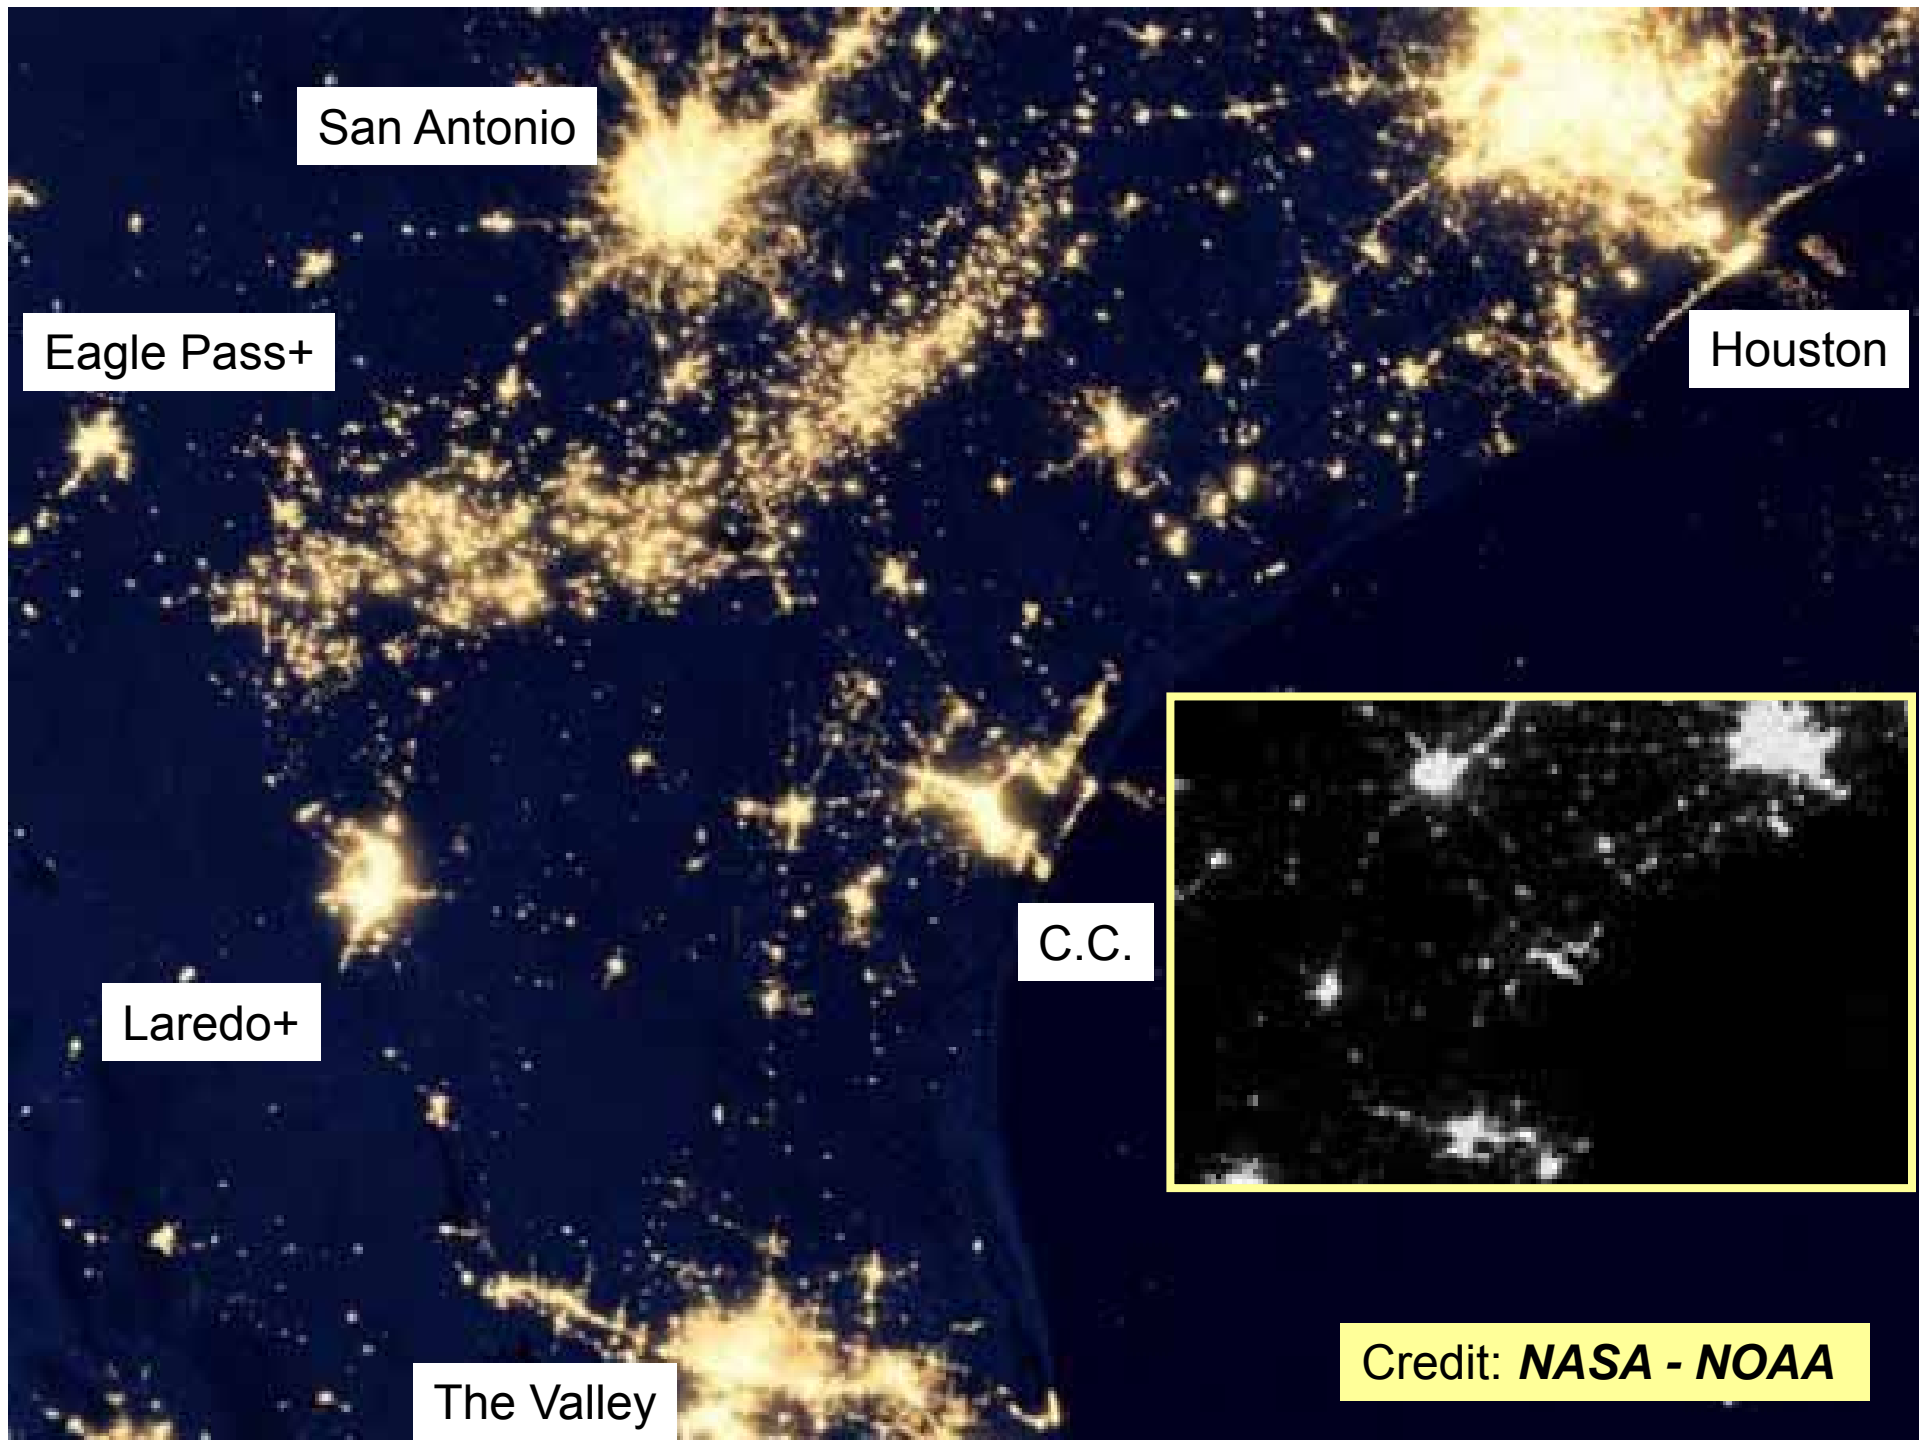 San Antonio
Eagle Pass+
Houston
C.C.
Laredo+
The Valley
Credit: NASA - NOAA